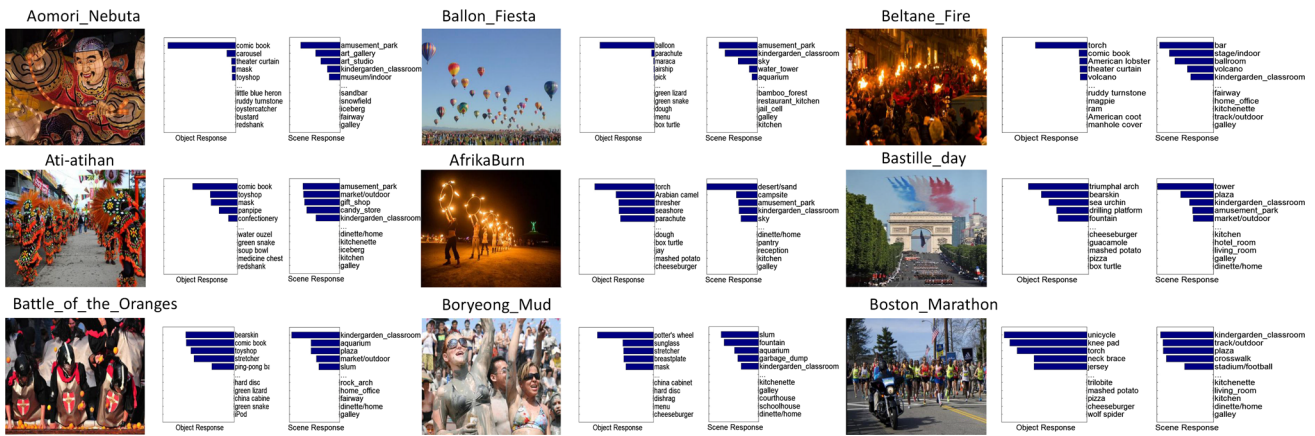 Aomori_Nebuta
comic book
carousel
theater curtain
mask
toyshop
...
little blue heron
ruddy turnstone
oystercatcher
bustard
redshank
Object Response
amusement_park
art_gallery
art_studio
kindergarden_classroom
museum/indoor
...
sandbar
snowfield
iceberg
fairway
galley
Scene Response
Ballon_Fiesta
balloon
parachute
maraca
airship
pick
...
green lizard
green snake
dough
menu
box turtle
Object Response
amusement_park
kindergarden_classroom
sky
water_tower
aquarium
...
bamboo_forest
restaurant_kitchen
jail_cell
galley
kitchen
Scene Response
Beltane_Fire
torch
comic book
American lobster
theater curtain
volcano
...
ruddy turnstone
magpie
ram
American coot
manhole cover
Object Response
bar
stage/indoor
ballroom
volcano
kindergarden_classroom
...
fairway
home_office
kitchenette
track/outdoor
galley
Scene Response
Ati-atihan
comic book
toyshop
mask
panpipe
confectionery
...
water ouzel
green snake
soup bowl
medicine chest
redshank
Object Response
amusement_park
market/outdoor
gift_shop
candy_store
kindergarden_classroom
...
dinette/home
kitchenette
iceberg
kitchen
galley
Scene Response
AfrikaBurn
torch
Arabian camel
thresher
seashore
parachute
...
dough
box turtle
jay
mashed potato
cheeseburger
Object Response
desert/sand
campsite
amusement_park
kindergarden_classroom
sky
...
dinette/home
pantry
reception
kitchen
galley
Scene Response
Bastille_day
triumphal arch
bearskin
sea urchin
drilling platform
fountain
...
cheeseburger
guacamole
mashed potato
pizza
box turtle
Object Response
tower
plaza
kindergarden_classroom
amusement_park
market/outdoor
...
kitchen
hotel_room
living_room
galley
dinette/home
Scene Response
Battle_of_the_Oranges
bearskin
comic book
toyshop
stretcher
ping-pong ba
...
hard disc
green lizard
china cabine
green snake
iPod
Object Response
kindergarden_classroom
aquarium
plaza
market/outdoor
slum
...
rock_arch
home_office
fairway
dinette/home
galley
Scene Response
Boryeong_Mud
potter's wheel
sunglass
stretcher
breastplate
mask
...
china cabinet
hard disc
dishrag
menu
cheeseburger
Object Response
slum
fountain
aquarium
garbage_dump
kindergarden_classroom
...
kitchenette
galley
courthouse
schoolhouse
dinette/home
Scene Response
Boston_Marathon
unicycle
knee pad
torch
neck brace
jersey
...
trilobite
mashed potato
pizza
cheeseburger
wolf spider
Object Response
kindergarden_classroom
track/outdoor
plaza
crosswalk
stadium/football
...
kitchenette
living_room
kitchen
dinette/home
galley
Scene Response